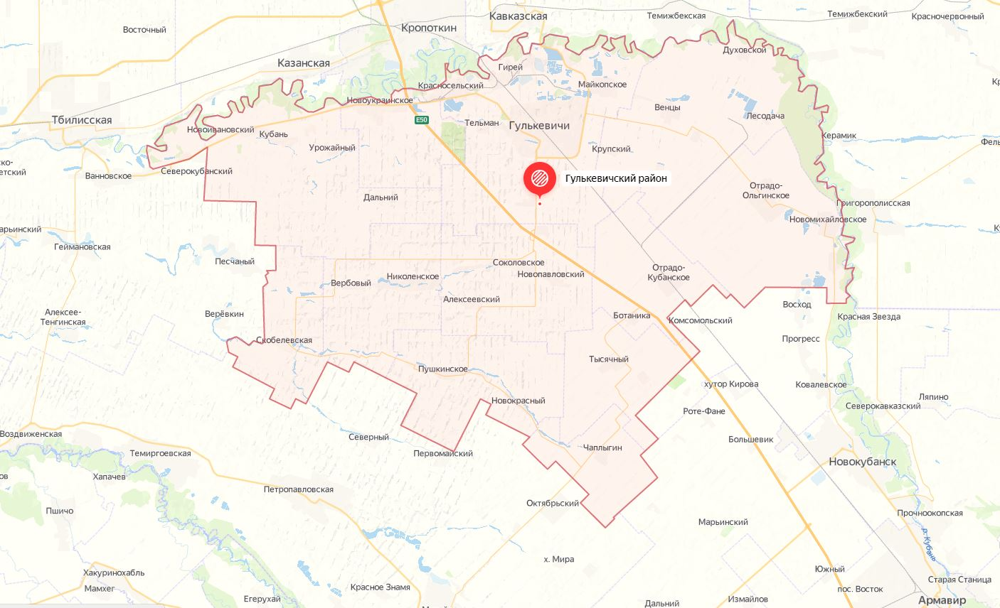 Кавказская
Темижбекская
Темижбекский
Красночервонный
Восточный
Кропоткин
Духовской
Казанская
Гирей
Красносельский
Майкопское
Новоукраинское
Венцы
Лесодача
Тбилисская
E50
Тельман
Гулькевичи
Новоивановский
Кубань
Керамик
Урожайный
Крупский
Ванновское
Северокубанский
Гулькевичский район
Отрадо-
Ольгинское
Дальний
Григорополисская
Новомихайловское
Геймановская
Песчаный
Соколовское
Новопавловский
Отрадо-
Кубанское
Николенское
Вербовый
Алексеевский
Восход
Алексее-
Тенгинская
Верёвкин
Ботаника
Комсомольский
Красная Звезда
Скобелевская
Прогресс
Тысячный
Пушкинское
хутор Кирова
Ковалевское
Ляпино
Новокрасный
Роте-Фане
Северокавказский
Воздвиженская
Северный
Большевик
Темиргоевская
Первомайский
Чаплыгин
Новокубанск
Хапачев
Петропавловская
Октябрьский
Пшичо
Прочноокопская
Марьинский
р. Кубань
х. Мира
Хакуринохабль
Южный
Старая Станица
Мамхег
Красное Знамя
пос. Восток
Егерухай
Дальний
Измайлов
Армавир